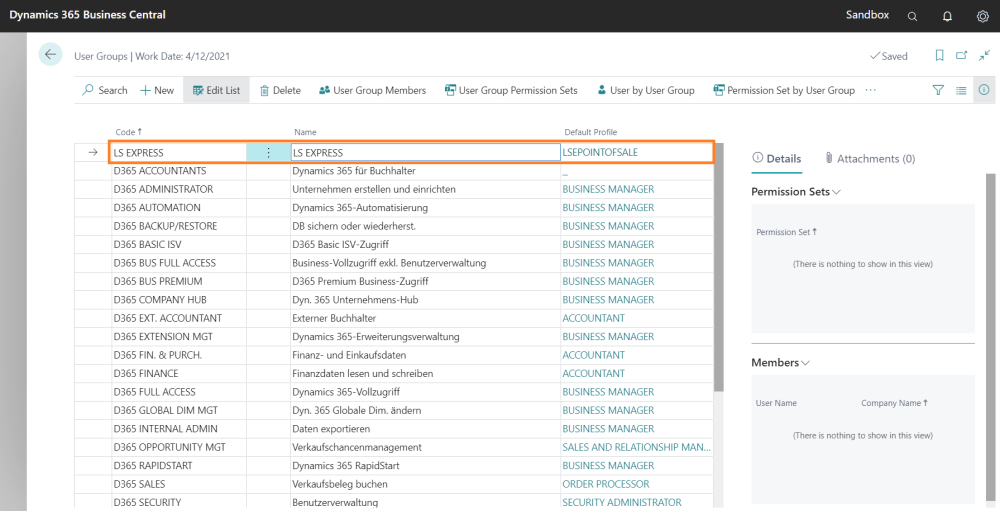 Dynamics 365 Business Central Sandbox
User Groups | Work Date: 4/12/2021 Saved
Search New Edit List Delete User Group Members User Group Permission Sets User by User Group Permission Set by User Group ...
Code ↑ Name Default Profile
LS EXPRESS LS EXPRESS LSEPOINTOFSALE
D365 ACCOUNTANTS Dynamics 365 für Buchhalter _
D365 ADMINISTRATOR Unternehmen erstellen und einrichten BUSINESS MANAGER
D365 AUTOMATION Dynamics 365-Automatisierung BUSINESS MANAGER
D365 BACKUP/RESTORE DB sichern oder wiederherst. BUSINESS MANAGER
D365 BASIC ISV D365 Basic ISV-Zugriff BUSINESS MANAGER
D365 BUS FULL ACCESS Business-Vollzugriff exkl. Benutzerverwaltung BUSINESS MANAGER
D365 BUS PREMIUM D365 Premium Business-Zugriff BUSINESS MANAGER
D365 COMPANY HUB Dyn. 365 Unternehmens-Hub BUSINESS MANAGER
D365 EXT. ACCOUNTANT Externer Buchhalter ACCOUNTANT
D365 EXTENSION MGT Dynamics 365-Erweiterungsverwaltung BUSINESS MANAGER
D365 FIN. & PURCH. Finanz- und Einkaufsdaten ACCOUNTANT
D365 FINANCE Finanzdaten lesen und schreiben ACCOUNTANT
D365 FULL ACCESS Dynamics 365-Vollzugriff BUSINESS MANAGER
D365 GLOBAL DIM MGT Dyn. 365 Globale Dim. ändern BUSINESS MANAGER
D365 INTERNAL ADMIN Daten exportieren BUSINESS MANAGER
D365 OPPORTUNITY MGT Verkaufschancenmanagement SALES AND RELATIONSHIP MAN...
D365 RAPIDSTART Dynamics 365 RapidStart BUSINESS MANAGER
D365 SALES Verkaufsbeleg buchen ORDER PROCESSOR
D365 SECURITY Benutzerverwaltung SECURITY ADMINISTRATOR
Details Attachments (0)
Permission Sets
Permission Set ↑
(There is nothing to show in this view)
Members
User Name Company Name ↑
(There is nothing to show in this view)